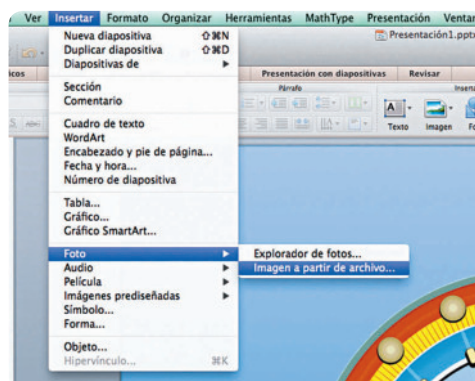 Ver Insertar Formato Organizar Herramientas MathType Presentación Ventan
Presentación1.pptx
icos Presentación con diapositivas Revisar
Párrafo Inserta
Texto Imagen
Nueva diapositiva ⇧⌘N
Duplicar diapositiva ⇧⌘D
Diapositivas de
Sección
Comentario
Cuadro de texto
WordArt
Encabezado y pie de página...
Fecha y hora...
Número de diapositiva
Tabla...
Gráfico...
Gráfico SmartArt...
Foto
Explorador de fotos...
Audio
Imagen a partir de archivo...
Película
Imágenes prediseñadas
Símbolo...
Forma...
Objeto...
Hipervínculo... ⌘K